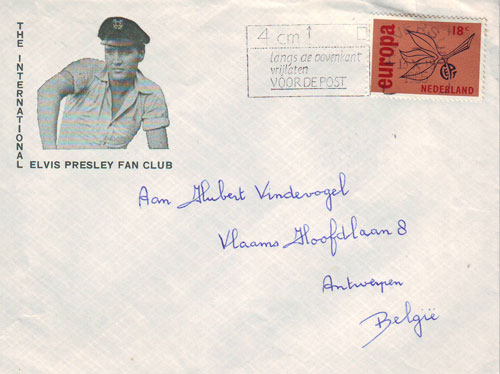 THE INTERNATIONAL
ELVIS PRESLEY FAN CLUB
4 cm ↑
langs de bovenkant
vrijlaten
VOOR DE POST
europa
18c
CEPT
NEDERLAND
Aan Hubert Vindevogel
Vlaams Hoofdlaan 8
Antwerpen
België